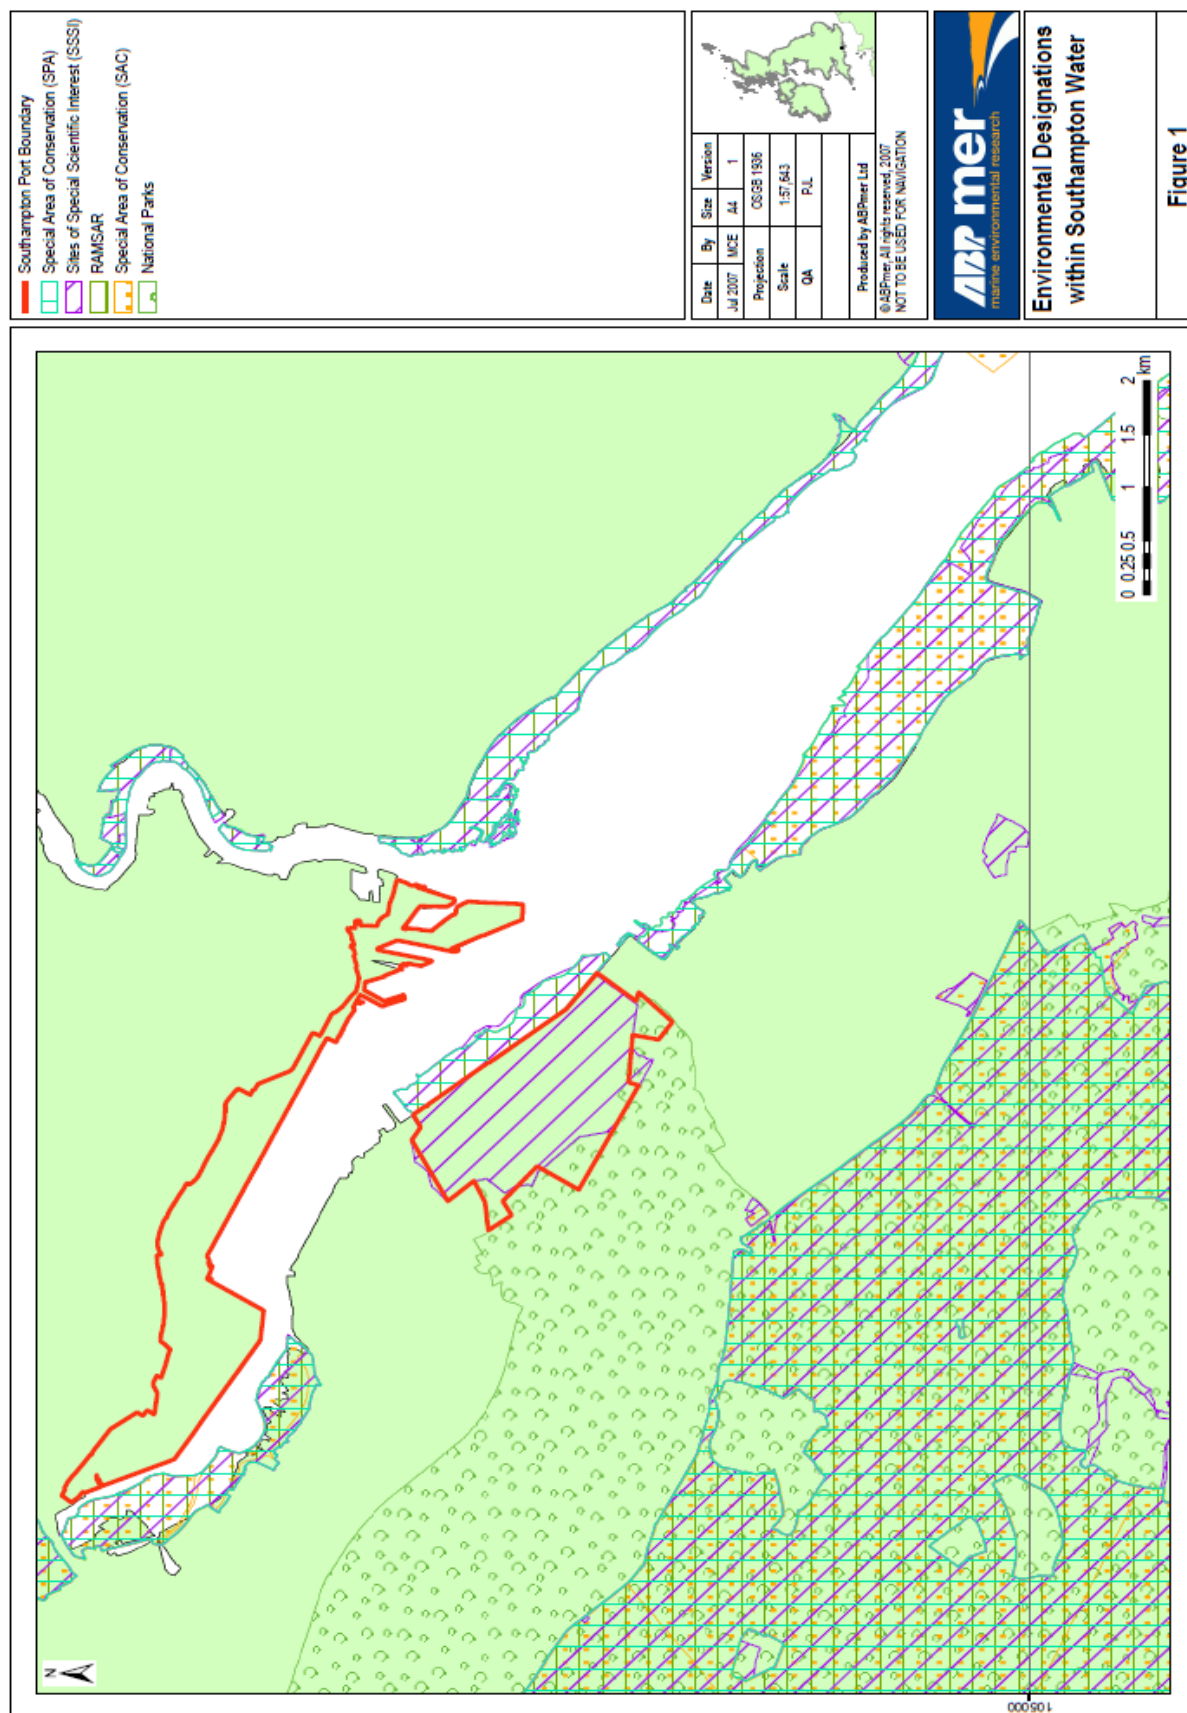 Southampton Port Boundary
Special Area of Conservation (SPA)
Sites of Special Scientific Interest (SSSI)
RAMSAR
Special Area of Conservation (SAC)
National Parks
Date By Size Version
Jul 2007 MCE A4 1
Projection OSGB 1936
Scale 1:57,643
QA PJL
Produced by ABPmer Ltd
© ABPmer, All rights reserved, 2007
NOT TO BE USED FOR NAVIGATION
ABP mer
marine environmental research
Environmental Designations
within Southampton Water
Figure 1
N
0 0.25 0.5 1 1.5 2
km
105000